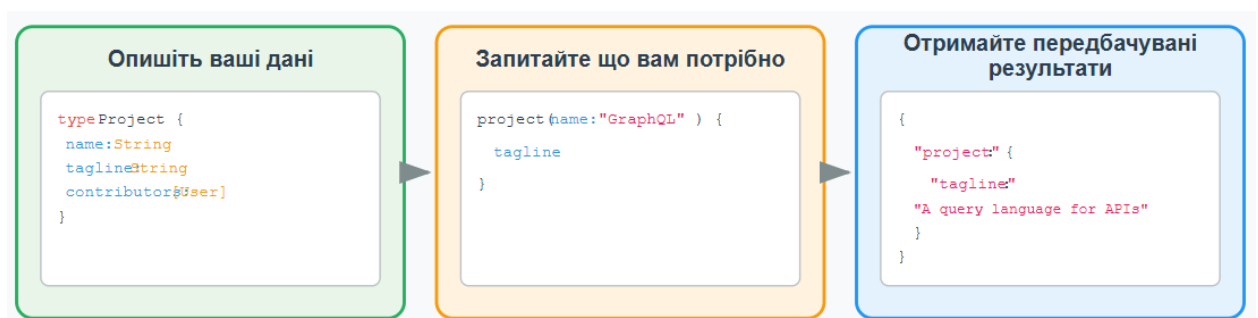 Опишіть ваші дані
type Project {
name: String
tagline: String
contributors: [User]
}
Запитайте що вам потрібно
project(name: "GraphQL" ) {
tagline
}
Отримайте передбачувані
результати
{
"project": {
"tagline":
"A query language for APIs"
}
}